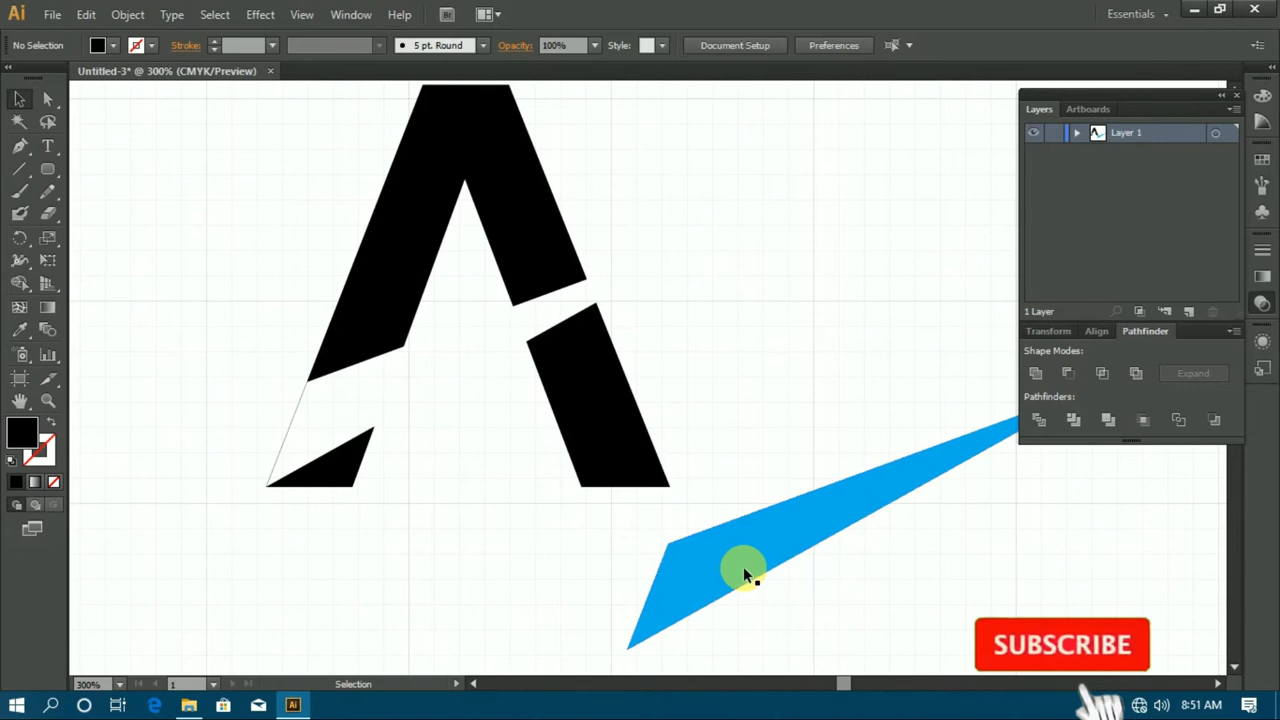 Ai File Edit Object Type Select Effect View Window Help Br Essentials
No Selection Stroke: 5 pt. Round Opacity: 100% Style: Document Setup Preferences
Untitled-3* @ 300% (CMYK/Preview)
A
Layers Artboards
Layer 1
1 Layer
Transform Align Pathfinder
Shape Modes:
Expand
Pathfinders:
SUBSCRIBE
300% 1 Selection
Ai 8:51 AM